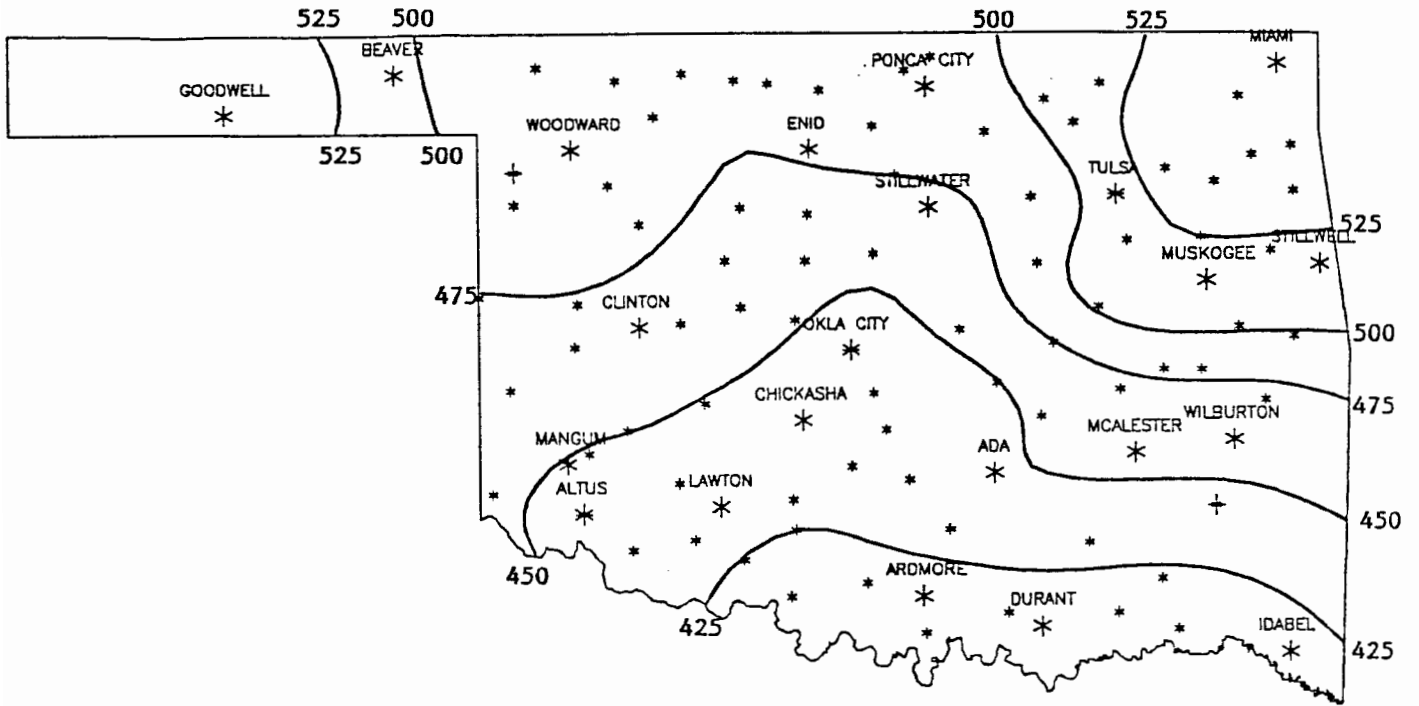 525 500 500 525
BEAVER
PONCA CITY
MIAMI
GOODWELL
WOODWARD
ENID
525 500
TULSA
STILLWATER
525
STILLWELL
MUSKOGEE
475
CLINTON
OKLA CITY
500
CHICKASHA
475
WILBURTON
MCALESTER
MANGUM
ADA
LAWTON
ALTUS
450
450
ARDMORE
DURANT
425
IDABEL
425